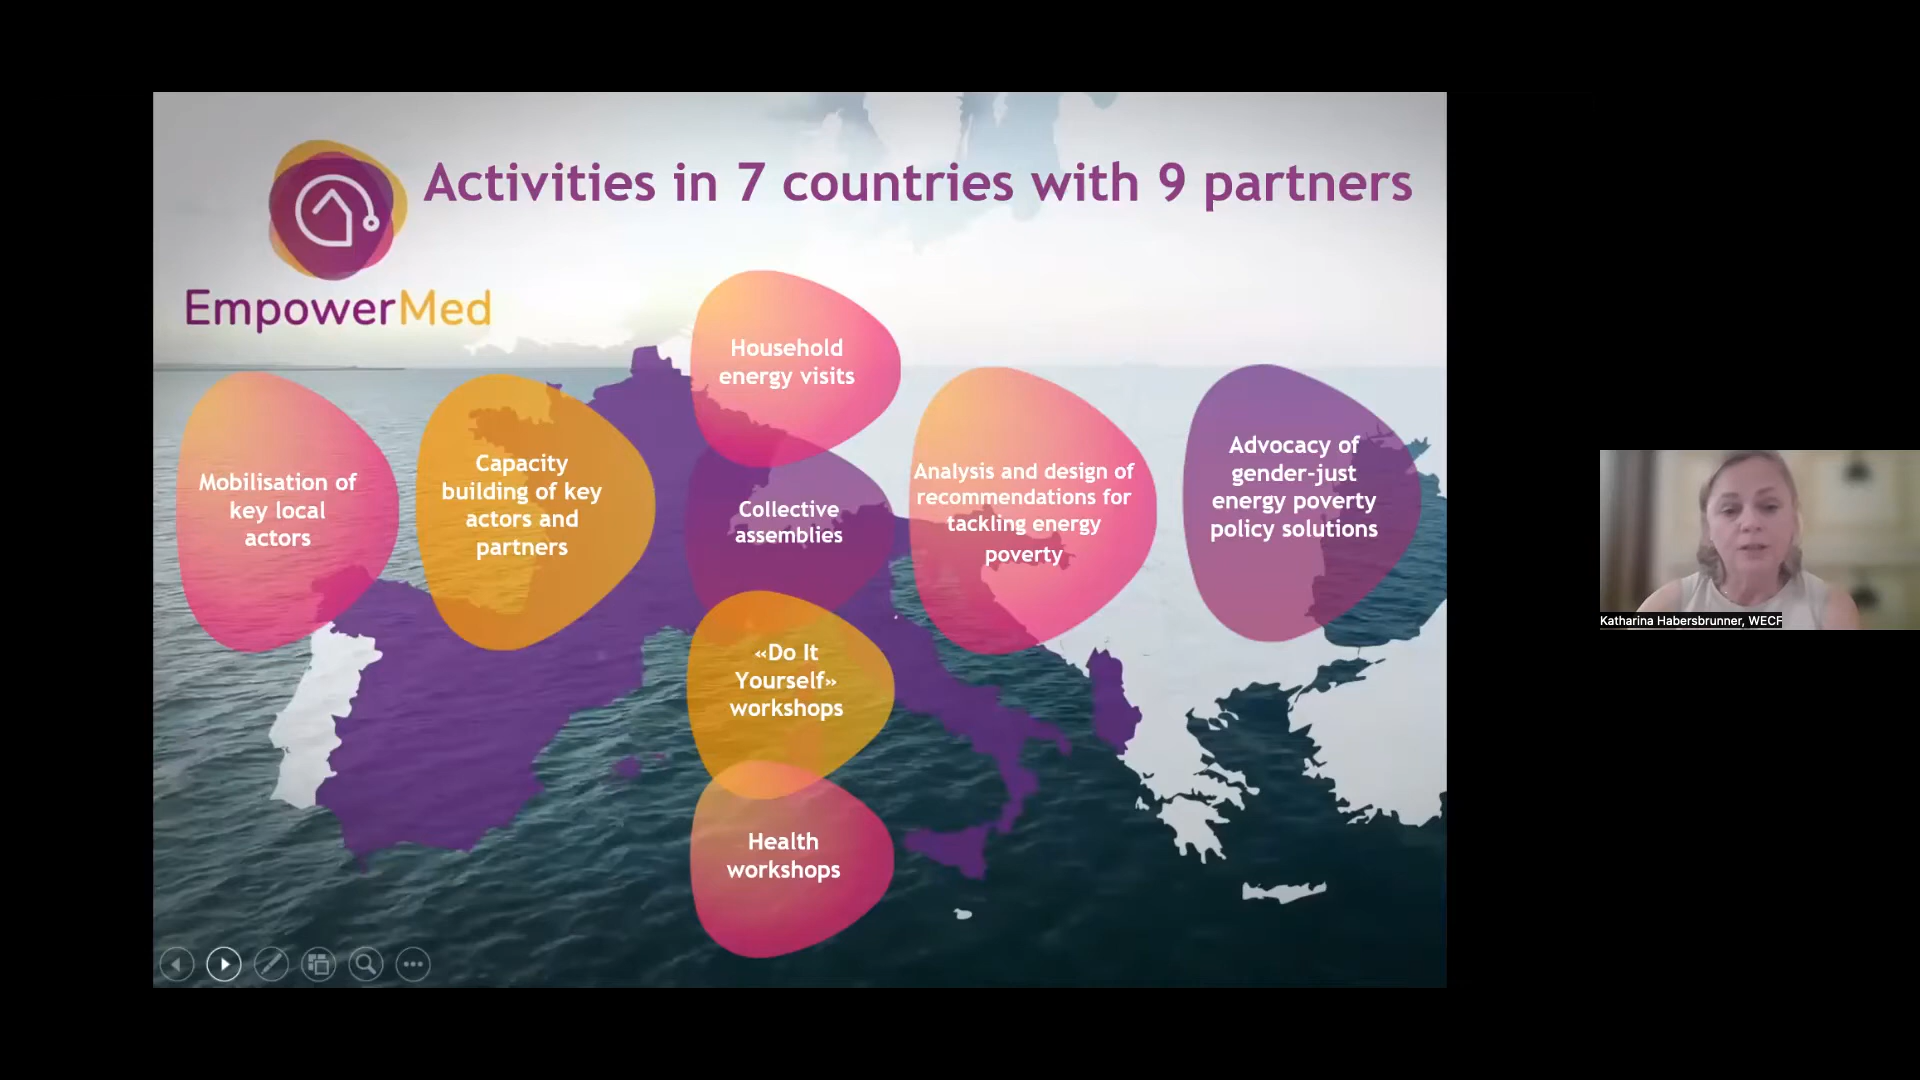 Activities in 7 countries with 9 partners
EmpowerMed
Mobilisation of
key local
actors
Capacity
building of key
actors and
partners
Household
energy visits
Collective
assemblies
«Do It
Yourself»
workshops
Health
workshops
Analysis and design of
recommendations for
tackling energy
poverty
Advocacy of
gender-just
energy poverty
policy solutions
Katharina Habersbrunner, WECF